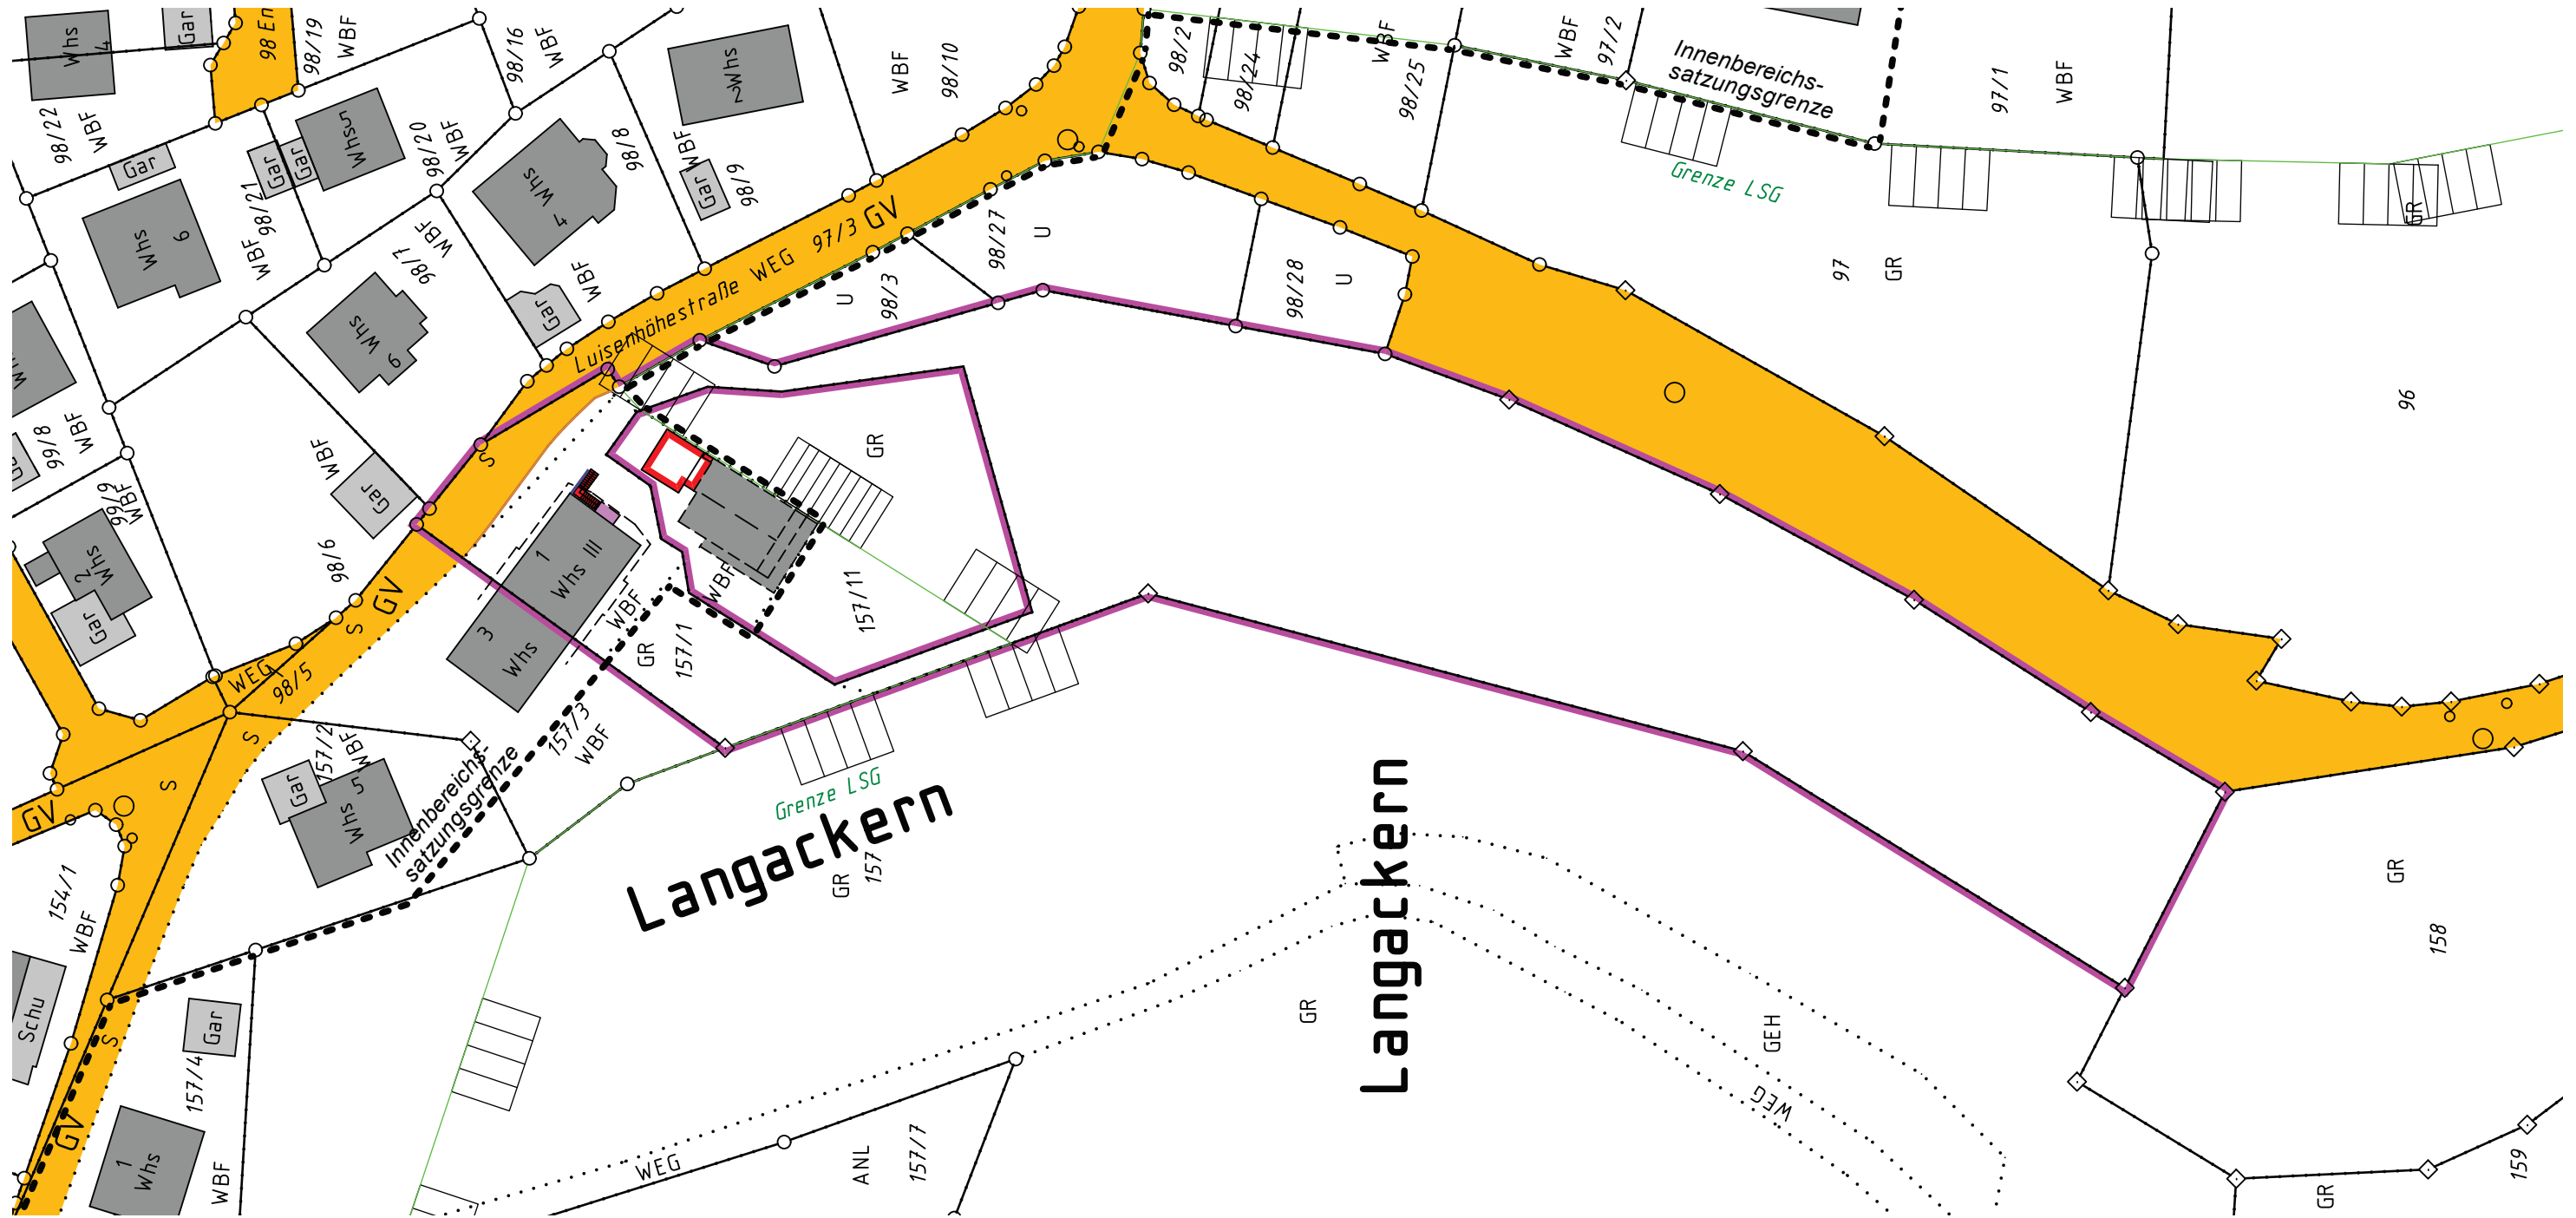 Whs
4
Gar
98 En
98/19
WBF
98/16
WBF
Whs
2
WBF
98/10
98/2
98/24
WBF
98/25
WBF
97/2
Innenbereichs-
satzungsgrenze
97/1
WBF
98/22
WBF
Gar
Gar
Gar
Whs
5
98/20
WBF
98/8
WBF
Gar
98/9
Whs
4
Grenze LSG
GR
Whs
6
WBF
98/21
98/7
WBF
Gar
WBF
Luisenhöhestraße WEG 97/3 GV
98/27
U
U
98/3
98/28
U
97
GR
96
Whs
6
99/8
WBF
WBF
Gar
S
GR
99/9
WBF
Whs
2
Gar
98/6
GV
S
1
Whs III
3
Whs
WBF
WBF
GR
157/1
157/11
WEG
98/5
S
S
GV
157/2
WBF
Gar
Whs
5
157/3
WBF
Innenbereichs-
satzungsgrenze
Grenze LSG
Langackern
GR
157
Langackern
GR
158
154/1
WBF
Schu
S
GV
Gar
157/4
1
Whs
WBF
WEG
ANL
157/7
GR
GEH
WEG
GR
159